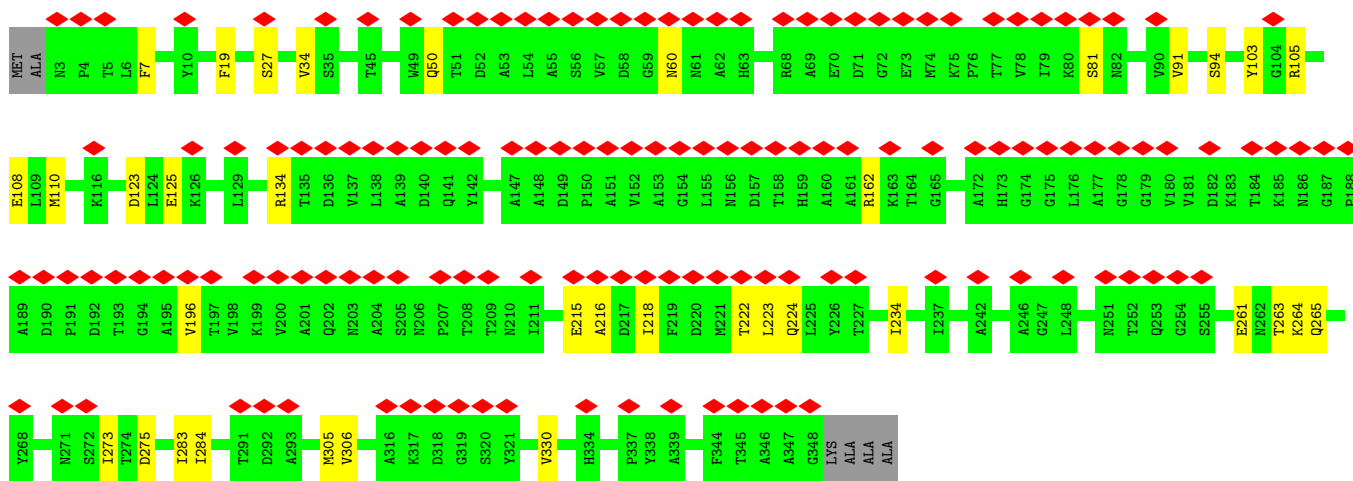 MET ALA N3 P4 T5 L6 F7 Y10 F19 S27 V34 S35 T45 W49 Q50 T51 D52 A53 L54 A55 S56 V57 D58 G59 N60 N61 A62 H63 R68 A69 E70 D71 G72 E73 M74 K75 P76 T77 V78 I79 K80 S81 N82 V90 V91 S94 Y103 G104 R105
E108 L109 M110 K116 D123 L124 E125 K126 L129 R134 T135 D136 V137 L138 A139 D140 Q141 Y142 A147 A148 D149 P150 A151 V152 A153 G154 L155 N156 D157 T158 H159 A160 A161 R162 K163 T164 G165 A172 H173 G174 G175 L176 A177 G178 G179 V180 V181 D182 K183 T184 K185 N186 G187 P188
A189 D190 P191 D192 T193 G194 A195 V196 T197 V198 K199 V200 A201 Q202 N203 A204 S205 N206 P207 T208 T209 N210 I211 E215 A216 D217 I218 F219 D220 M221 T222 L223 Q224 L225 Y226 T227 I234 I237 A242 A246 G247 L248 N251 T252 Q253 G254 S255 E261 N262 T263 K264 Q265
Y268 N271 S272 I273 T274 D275 I283 I284 T291 D292 A293 M305 V306 A316 K317 D318 G319 S320 Y321 V330 H334 P337 Y338 A339 F344 T345 A346 A347 G348 LYS ALA ALA ALA